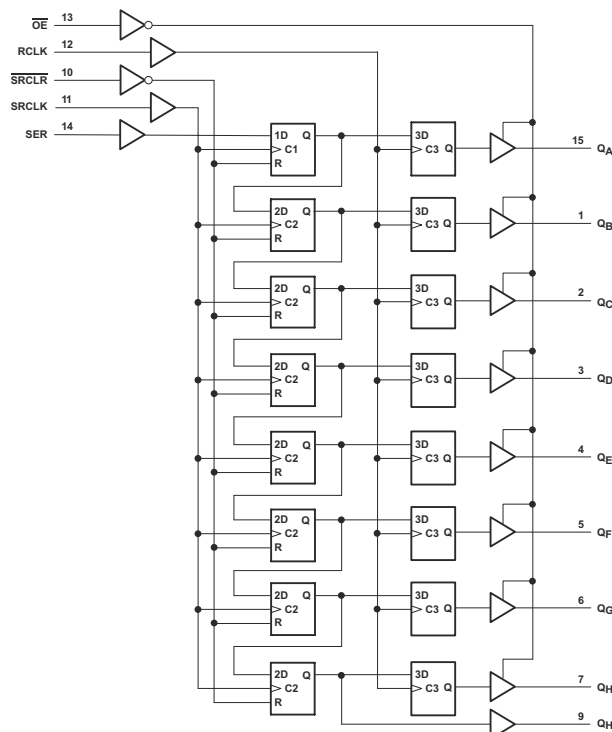 OE 13
RCLK 12
SRCLR 10
SRCLK 11
SER 14
1D Q 3D
C1 C3 Q 15 QA
R
2D Q 3D
C2 C3 Q 1 QB
R
2D Q 3D
C2 C3 Q 2 QC
R
2D Q 3D
C2 C3 Q 3 QD
R
2D Q 3D
C2 C3 Q 4 QE
R
2D Q 3D
C2 C3 Q 5 QF
R
2D Q 3D
C2 C3 Q 6 QG
R
2D Q 3D
C2 C3 Q 7 QH
R
9 QH